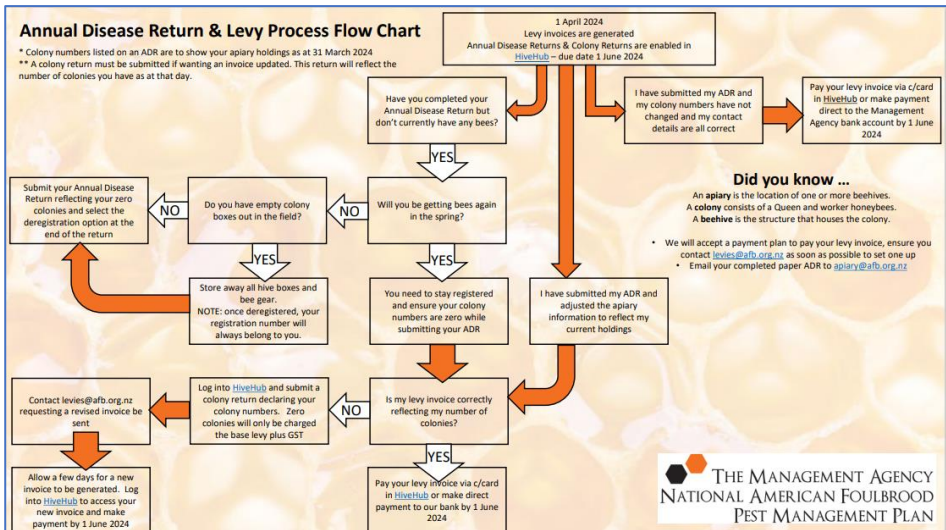 Annual Disease Return & Levy Process Flow Chart
* Colony numbers listed on an ADR are to show your apiary holdings as at 31 March 2024
** A colony return must be submitted if wanting an invoice updated. This return will reflect the
number of colonies you have as at that day.
1 April 2024
Levy invoices are generated
Annual Disease Returns & Colony Returns are enabled in
HiveHub – due date 1 June 2024
Have you completed your
Annual Disease Return but
don't currently have any bees?
I have submitted my ADR and
my colony numbers have not
changed and my contact
details are all correct
Pay your levy invoice via c/card
in HiveHub or make payment
direct to the Management
Agency bank account by 1 June
2024
YES
Submit your Annual Disease
Return reflecting your zero
colonies and select the
deregistration option at the
end of the return
NO
Do you have empty colony
boxes out in the field?
NO
Will you be getting bees again
in the spring?
Did you know ...
An apiary is the location of one or more beehives.
A colony consists of a Queen and worker honeybees.
A beehive is the structure that houses the colony.
• We will accept a payment plan to pay your levy invoice, ensure you
contact levies@afb.org.nz as soon as possible to set one up
• Email your completed paper ADR to apiary@afb.org.nz
YES
YES
Store away all hive boxes and
bee gear.
NOTE: once deregistered, your
registration number will
always belong to you.
You need to stay registered
and ensure your colony
numbers are zero while
submitting your ADR
I have submitted my ADR and
adjusted the apiary
information to reflect my
current holdings
Contact levies@afb.org.nz
requesting a revised invoice be
sent
Log into HiveHub and submit a
colony return declaring your
colony numbers. Zero
colonies will only be charged
the base levy plus GST
NO
Is my levy invoice correctly
reflecting my number of
colonies?
YES
Allow a few days for a new
invoice to be generated. Log
into HiveHub to access your
new invoice and make
payment by 1 June 2024
Pay your levy invoice via c/card
in HiveHub or make direct
payment to our bank by 1 June
2024
THE MANAGEMENT AGENCY
NATIONAL AMERICAN FOULBROOD
PEST MANAGEMENT PLAN